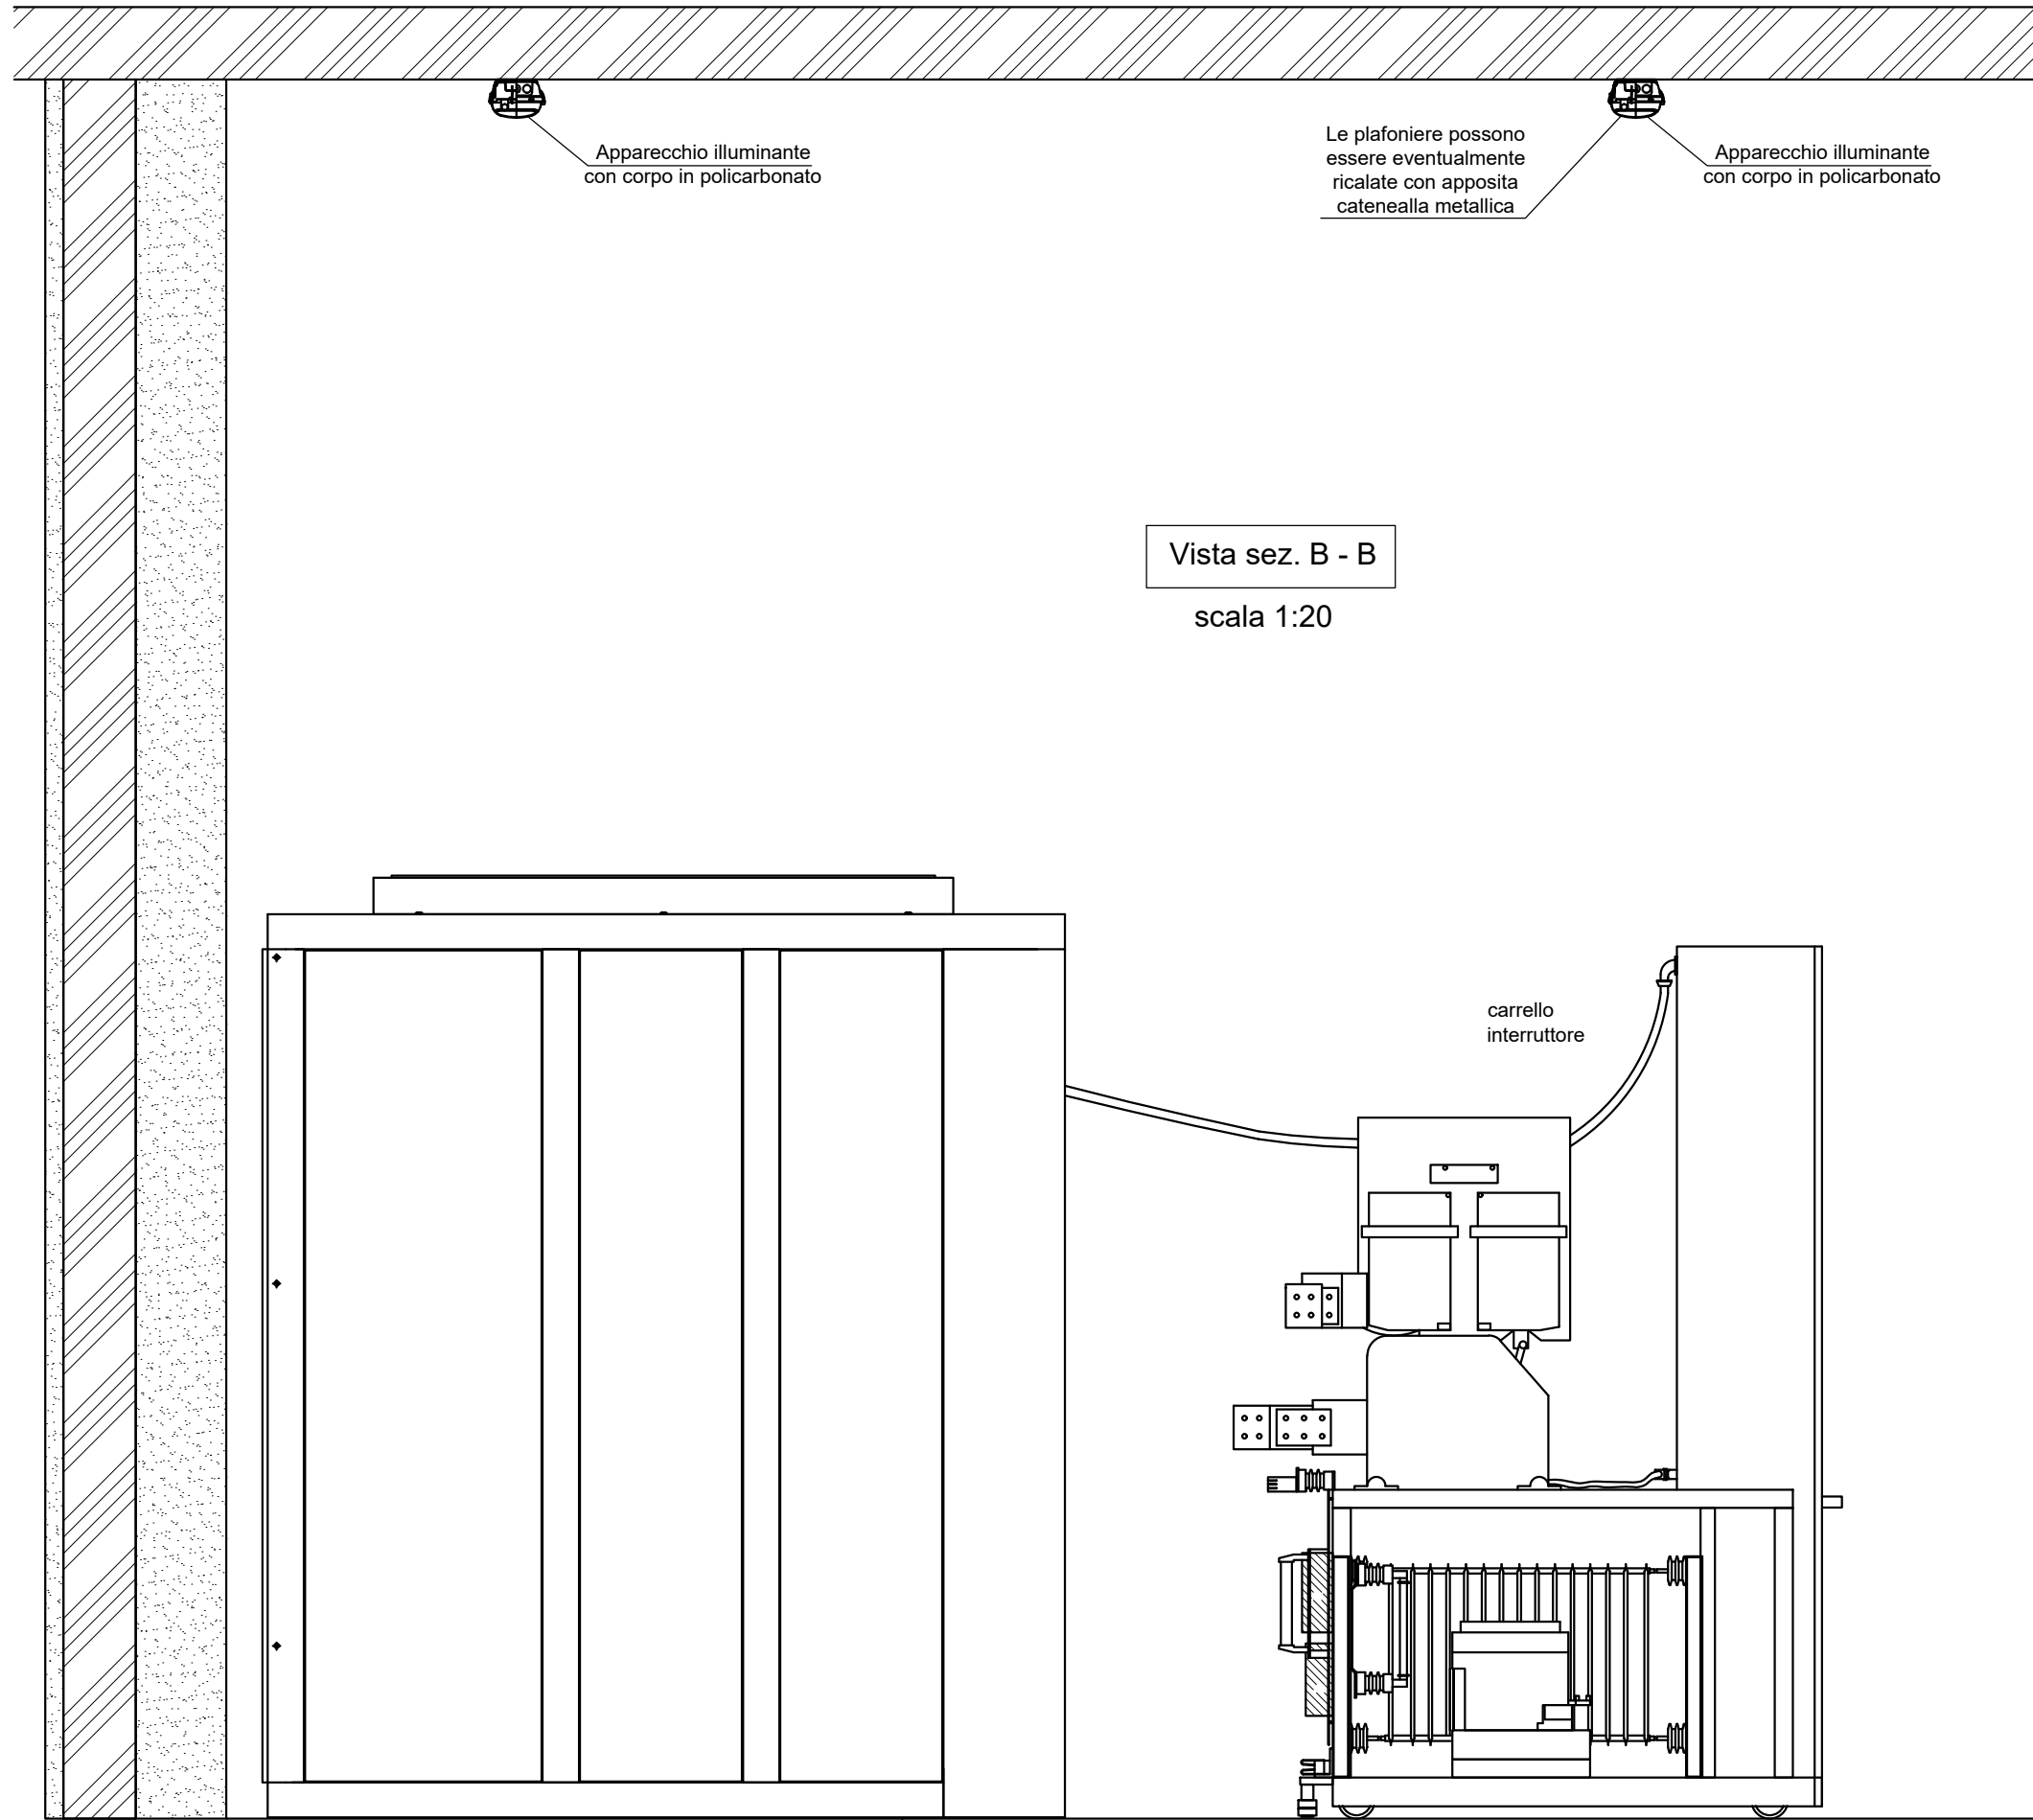 Apparecchio illuminante
con corpo in policarbonato
Le plafoniere possono
essere eventualmente
ricalate con apposita
catenealla metallica
Apparecchio illuminante
con corpo in policarbonato
Vista sez. B - B
scala 1:20
carrello
interruttore